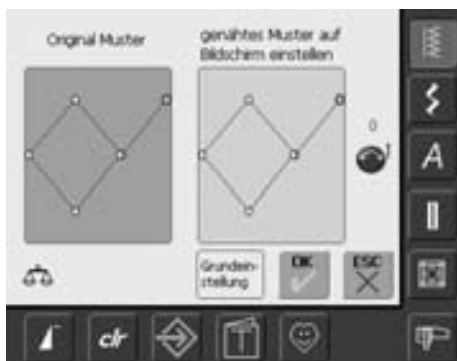 Original Muster
genähtes Muster auf
Bildschirm einstellen
0
Grundein-
stellung
OK
ESC
A
clr